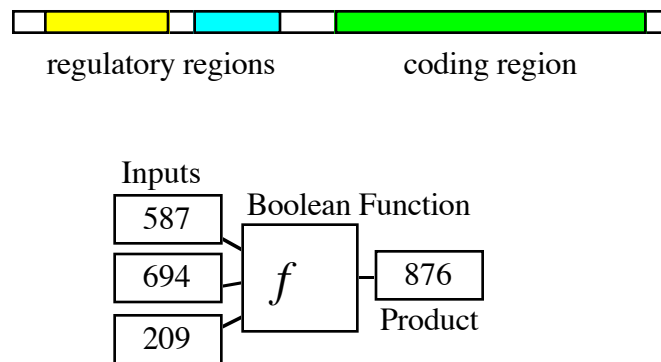 regulatory regions coding region
Inputs
587
Boolean Function
694
f
876
Product
209